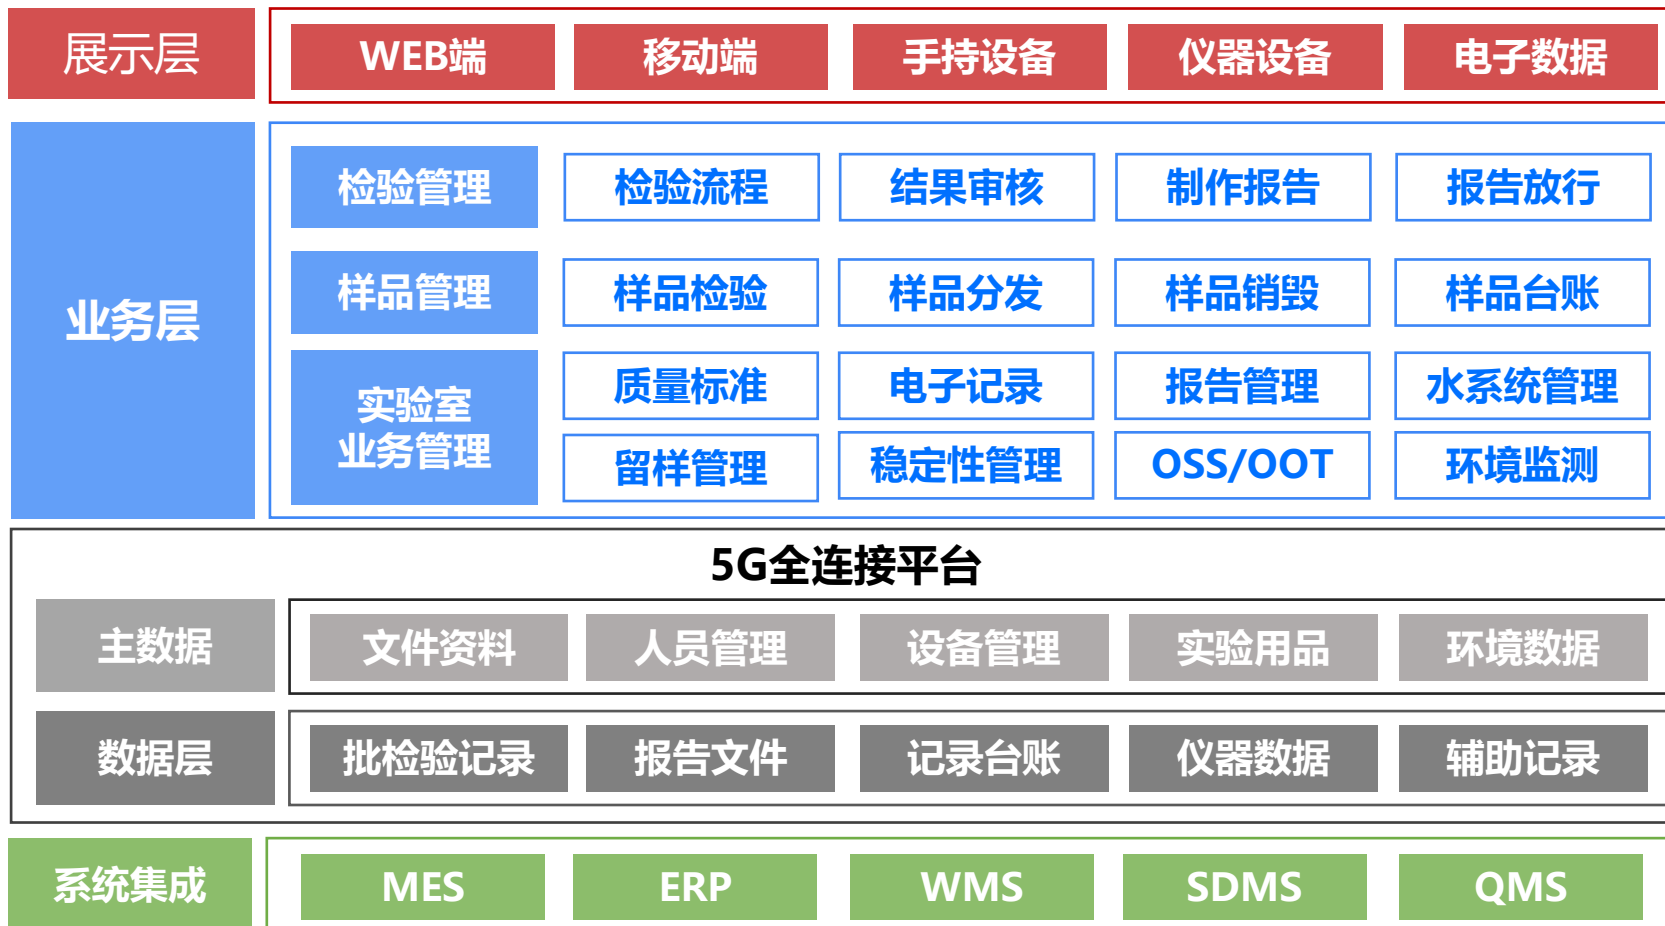 展示层
WEB端
移动端
手持设备
仪器设备
电子数据
业务层
检验管理
检验流程
结果审核
制作报告
报告放行
样品管理
样品检验
样品分发
样品销毁
样品台账
实验室
业务管理
质量标准
电子记录
报告管理
水系统管理
留样管理
稳定性管理
OSS/OOT
环境监测
5G全连接平台
主数据
文件资料
人员管理
设备管理
实验用品
环境数据
数据层
批检验记录
报告文件
记录台账
仪器数据
辅助记录
系统集成
MES
ERP
WMS
SDMS
QMS